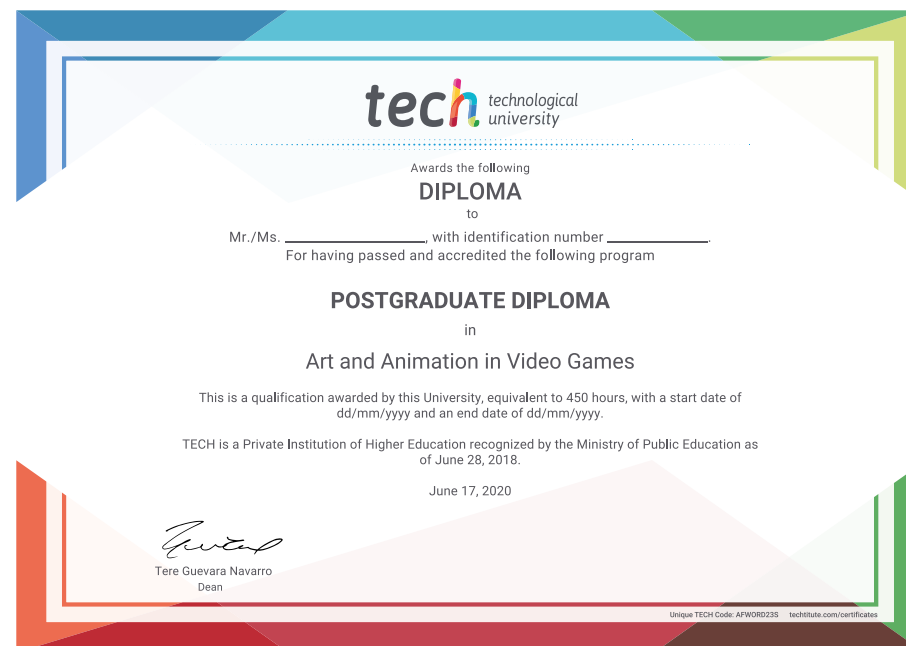 tech technological
university
Awards the following
DIPLOMA
to
Mr./Ms. ____________________, with identification number _______________.
For having passed and accredited the following program
POSTGRADUATE DIPLOMA
in
Art and Animation in Video Games
This is a qualification awarded by this University, equivalent to 450 hours, with a start date of
dd/mm/yyyy and an end date of dd/mm/yyyy.
TECH is a Private Institution of Higher Education recognized by the Ministry of Public Education as
of June 28, 2018.
June 17, 2020
Tere Guevara Navarro
Dean
Unique TECH Code: AFWORD23S techtitute.com/certificates